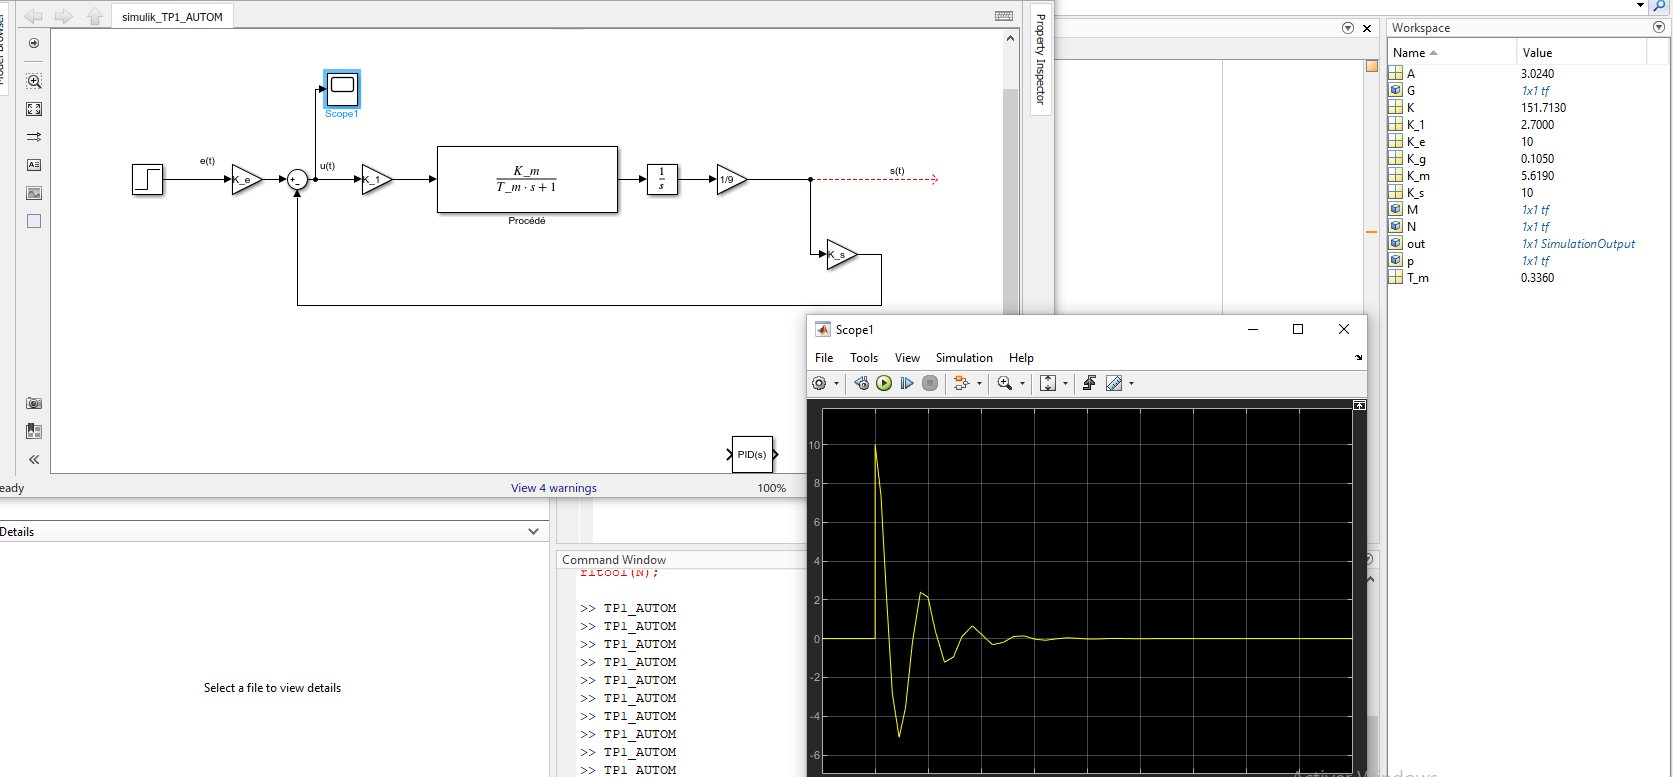 simulik_TP1_AUTOM
Property Inspector
Scope1
e(t)
K_e
+
-
u(t)
K_1
K_m
T_m · s + 1
Procédé
1
s
1/9
s(t)
K_s
PID(s)
View 4 warnings
100%
Details
Select a file to view details
Command Window
rltool(N);
>> TP1_AUTOM
>> TP1_AUTOM
>> TP1_AUTOM
>> TP1_AUTOM
>> TP1_AUTOM
>> TP1_AUTOM
>> TP1_AUTOM
>> TP1_AUTOM
>> TP1_AUTOM
>> TP1_AUTOM
Scope1
File Tools View Simulation Help
10
8
6
4
2
0
-2
-4
-6
Workspace
Name Value
A 3.0240
G 1x1 tf
K 151.7130
K_1 2.7000
K_e 10
K_g 0.1050
K_m 5.6190
K_s 10
M 1x1 tf
N 1x1 tf
out 1x1 SimulationOutput
p 1x1 tf
T_m 0.3360